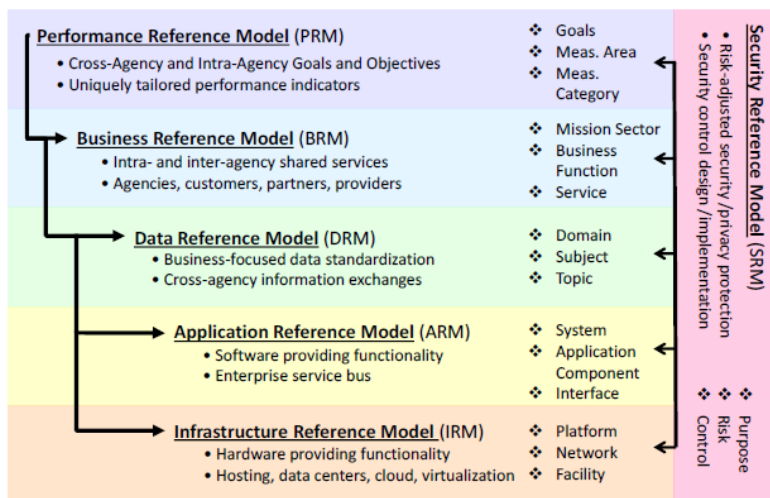 Performance Reference Model (PRM)
• Cross-Agency and Intra-Agency Goals and Objectives
• Uniquely tailored performance indicators
❖ Goals
❖ Meas. Area
❖ Meas.
Category
Business Reference Model (BRM)
• Intra- and inter-agency shared services
• Agencies, customers, partners, providers
❖ Mission Sector
❖ Business
Function
❖ Service
Data Reference Model (DRM)
• Business-focused data standardization
• Cross-agency information exchanges
❖ Domain
❖ Subject
❖ Topic
Application Reference Model (ARM)
• Software providing functionality
• Enterprise service bus
❖ System
❖ Application
Component
❖ Interface
Infrastructure Reference Model (IRM)
• Hardware providing functionality
• Hosting, data centers, cloud, virtualization
❖ Platform
❖ Network
❖ Facility
Security Reference Model (SRM)
• Risk-adjusted security/privacy protection
• Security control design/implementation
❖ Purpose
❖ Risk
❖ Control